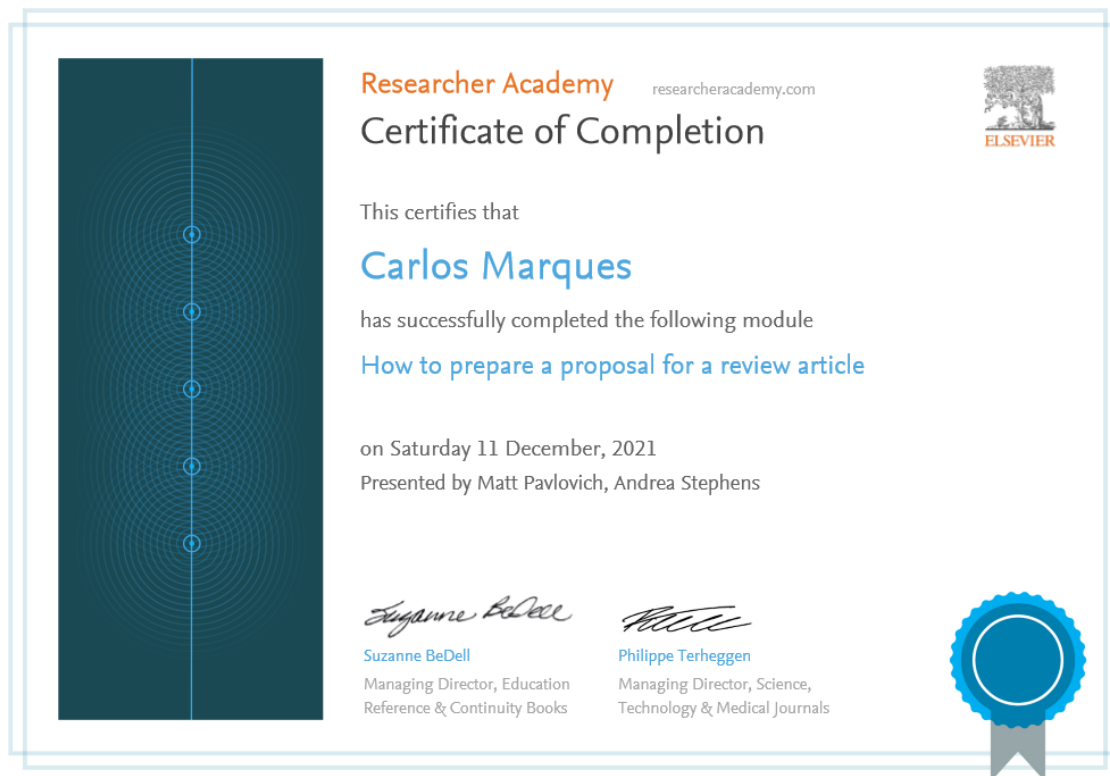 Researcher Academy researcheracademy.com
Certificate of Completion
ELSEVIER
This certifies that
Carlos Marques
has successfully completed the following module
How to prepare a proposal for a review article
on Saturday 11 December, 2021
Presented by Matt Pavlovich, Andrea Stephens
Suzanne BeDell
Suzanne BeDell
Managing Director, Education
Reference & Continuity Books
Philippe Terheggen
Managing Director, Science,
Technology & Medical Journals